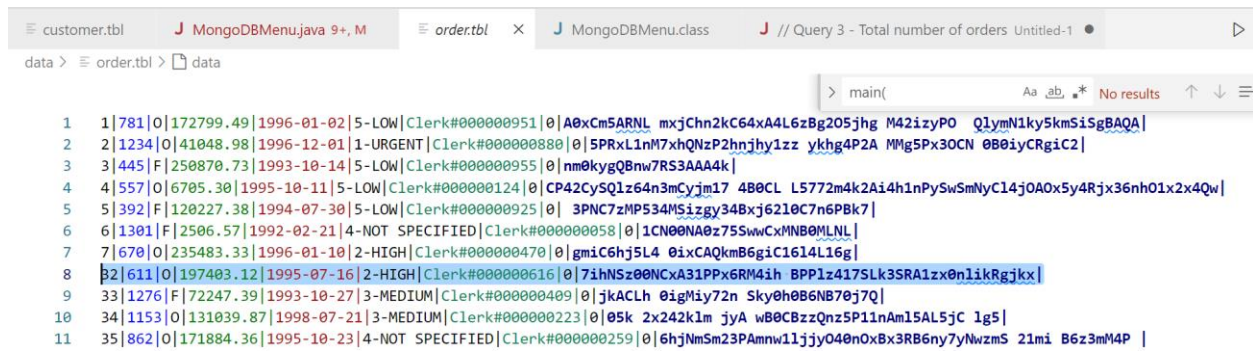 customer.tbl J MongoDBMenu.java 9+, M order.tbl × J MongoDBMenu.class J // Query 3 - Total number of orders Untitled-1 ●
data > order.tbl > data
> main( Aa ab, .* No results ↑ ↓
1 1|781|O|172799.49|1996-01-02|5-LOW|Clerk#000000951|0|A0xCm5ARNL mxjChn2kC64xA4L6zBg2O5jhg M42izyPO QlymN1ky5kmSiSgBAQA|
2 2|1234|O|41048.98|1996-12-01|1-URGENT|Clerk#000000880|0|5PRxL1nM7xhQNzP2hnjhy1zz ykhg4P2A MMg5Px3OCN 0B0iyCRgiC2|
3 3|445|F|250870.73|1993-10-14|5-LOW|Clerk#000000955|0|nm0kygQBnw7RS3AAA4k|
4 4|557|O|6705.30|1995-10-11|5-LOW|Clerk#000000124|0|CP42CySQlz64n3mCyjm17 4B0CL L5772m4k2Ai4h1nPySwSmNyCl4jOAOx5y4Rjx36nhO1x2x4Qw|
5 5|392|F|120227.38|1994-07-30|5-LOW|Clerk#000000925|0| 3PNC7zMP534MSizgy34Bxj62l0C7n6PBk7|
6 6|1301|F|2506.57|1992-02-21|4-NOT SPECIFIED|Clerk#000000058|0|1CN00NA0z75SwwCxMNB0MLNL|
7 7|670|O|235483.33|1996-01-10|2-HIGH|Clerk#000000470|0|gmiC6hj5L4 0ixCAQkmB6giC16l4L16g|
8 32|611|O|197403.12|1995-07-16|2-HIGH|Clerk#000000616|0|7ihNSz00NCxA31PPx6RM4ih BPPlz417SLk3SRA1zx0nlikRgjkx|
9 33|1276|F|72247.39|1993-10-27|3-MEDIUM|Clerk#000000409|0|jkACLh 0igMiy72n Sky0h0B6NB70j7Q|
10 34|1153|O|131039.87|1998-07-21|3-MEDIUM|Clerk#000000223|0|05k 2x242klm jyA wB0CBzzQnz5P11nAml5AL5jC lg5|
11 35|862|O|171884.36|1995-10-23|4-NOT SPECIFIED|Clerk#000000259|0|6hjNmSm23PAmnw1ljjyO40nOxBx3RB6ny7yNwzmS 21mi B6z3mM4P |